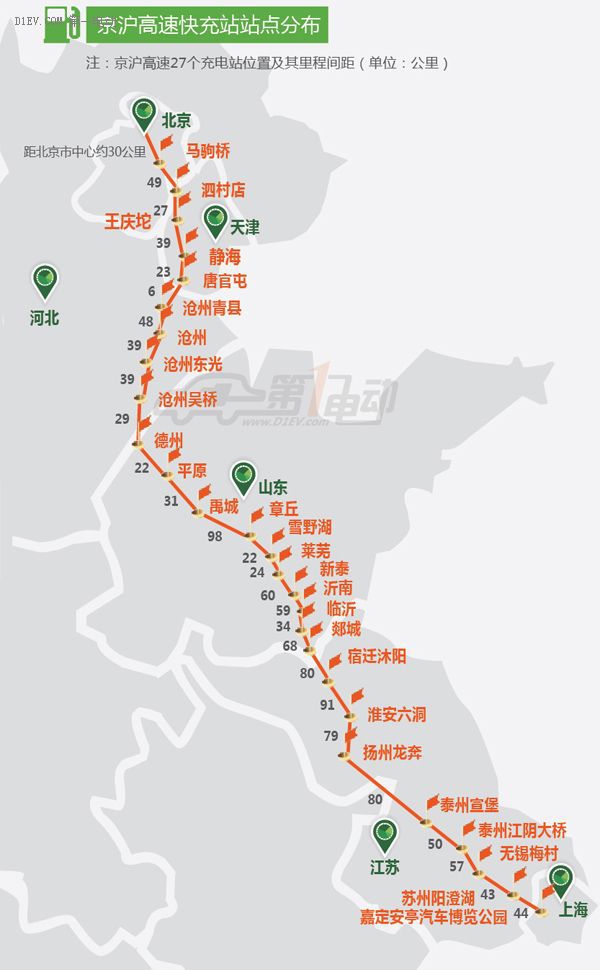 D1EV.COM 第一电动
京沪高速快充站站点分布
注：京沪高速27个充电站位置及其里程间距（单位：公里）
北京
距北京市中心约30公里
马驹桥
49
泗村店
27
王庆坨
天津
39
静海
23
唐官屯
6
河北
沧州青县
48
沧州
39
沧州东光
39
沧州吴桥
29
第1电动
www.D1EV.com
德州
22
平原
31
山东
禹城
98
章丘
雪野湖
22
莱芜
24
新泰
60
沂南
59
临沂
34
郯城
68
宿迁沭阳
80
91
淮安六洞
79
扬州龙奔
80
泰州宣堡
50
泰州江阴大桥
江苏
57
无锡梅村
43
苏州阳澄湖
44
嘉定安亭汽车博览公园
上海